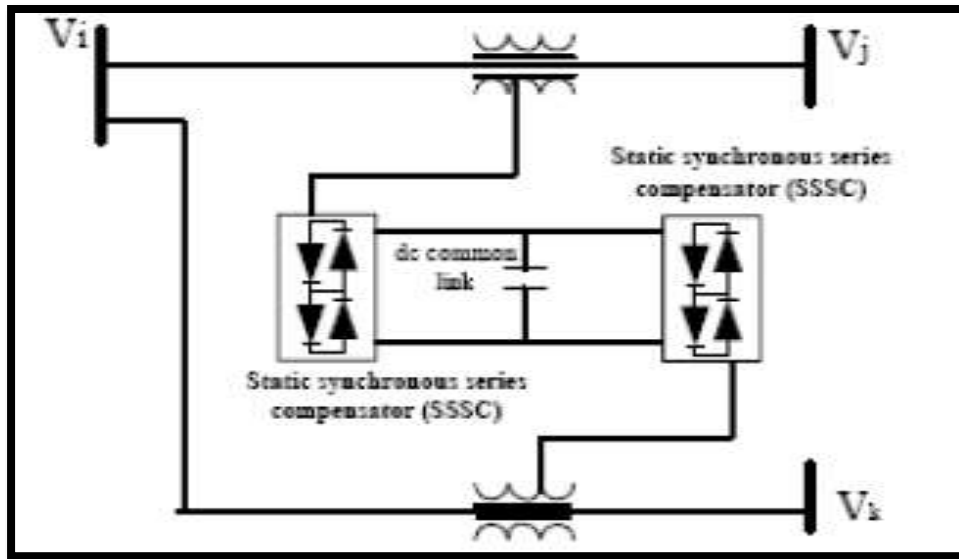 Vi
Vj
Static synchronous series
compensator (SSSC)
dc common
link
Static synchronous series
compensator (SSSC)
Vk